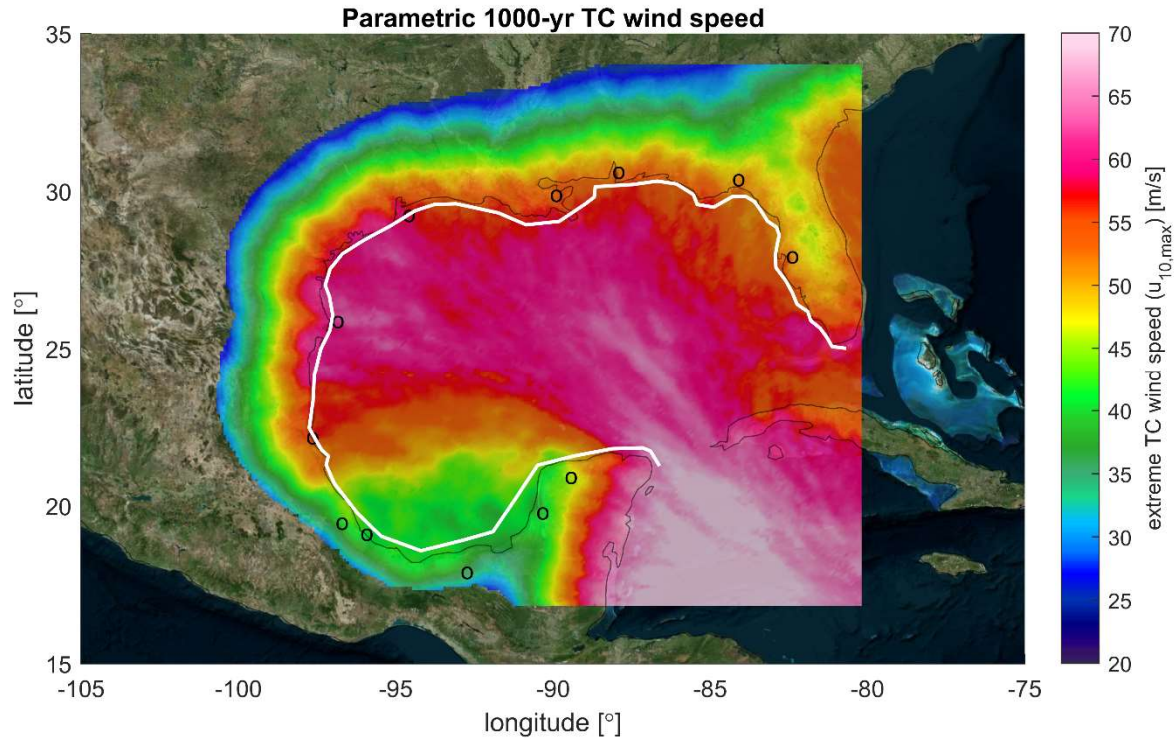 Parametric 1000-yr TC wind speed
35
30
25
20
15
latitude [°]
-105
-100
-95
-90
-85
-80
-75
longitude [°]
o
o
o
o
o
o
o
o
o
o
o
o
70
65
60
55
50
45
40
35
30
25
20
extreme TC wind speed (u10,max) [m/s]